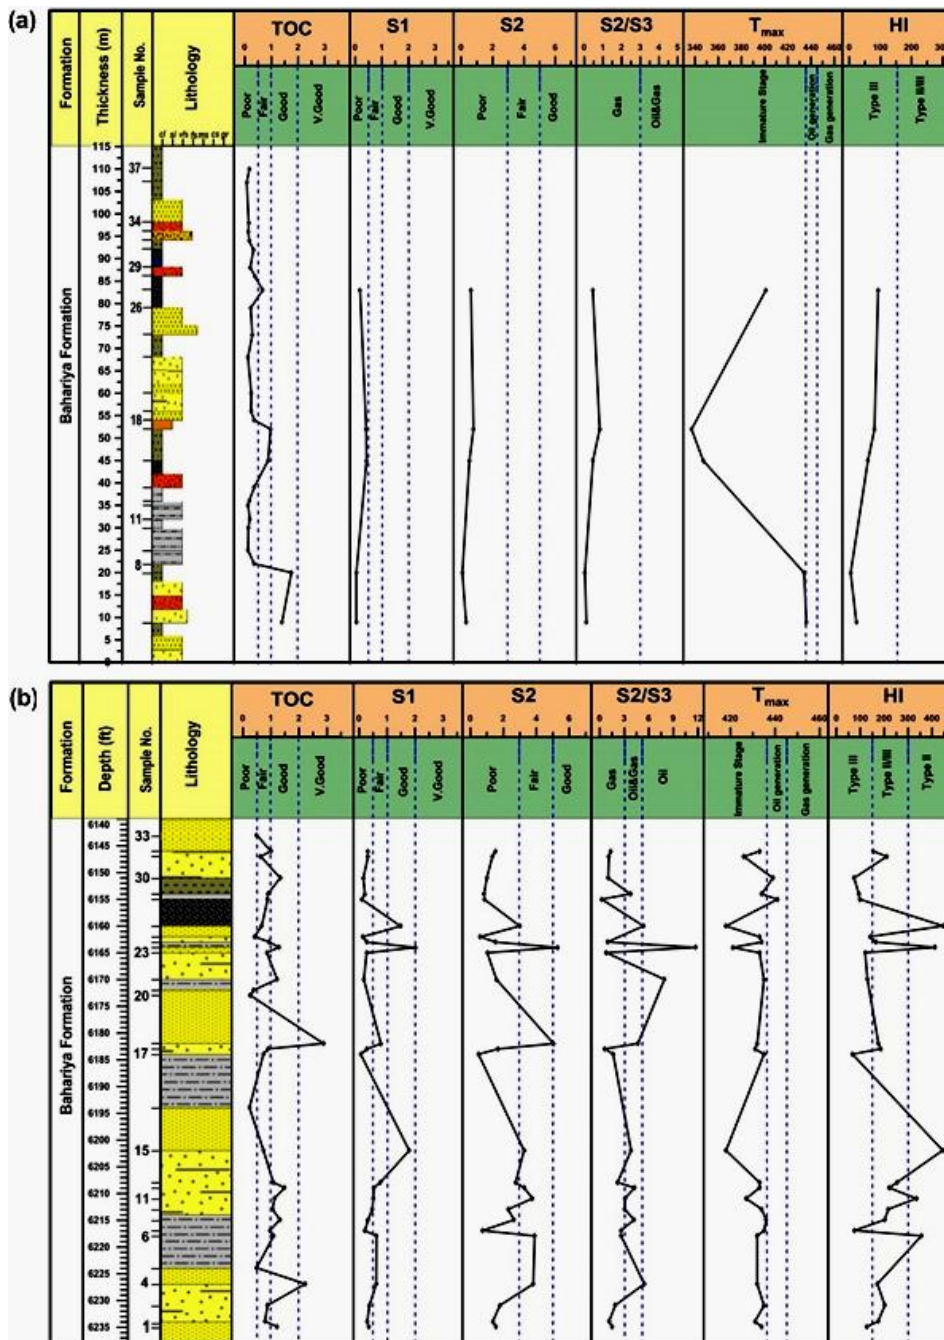 (a)
Formation
Thickness (m)
Sample No.
Lithology
TOC
S1
S2
S2/S3
Tmax
HI
0 1 2 3
0 1 2 3
0 2 4 6
0 1 2 3 4 5
340 400 420 440 460
0 100 200 300
Poor Fair Good V.Good
Poor Fair Good V.Good
Poor Fair Good
Gas Oil&Gas
Immature Stage Oil generation Gas generation
Type III Type II/III
Bahariya Formation
115
110
105
100
95
90
85
80
75
70
65
60
55
50
45
40
35
30
25
20
15
10
5
0
37
34
29
26
18
11
8
(b)
Formation
Depth (ft)
Sample No.
Lithology
TOC
S1
S2
S2/S3
Tmax
HI
0 1 2 3
0 1 2 3
0 2 4 6
0 3 6 9 12
420 440 460
0 100 200 300 400
Poor Fair Good V.Good
Poor Fair Good V.Good
Poor Fair Good
Gas Oil&Gas Oil
Immature Stage Oil generation Gas generation
Type III Type II/III Type II
Bahariya Formation
6140
6145
6150
6155
6160
6165
6170
6175
6180
6185
6190
6195
6200
6205
6210
6215
6220
6225
6230
6235
33
30
23
20
17
15
11
6
4
1